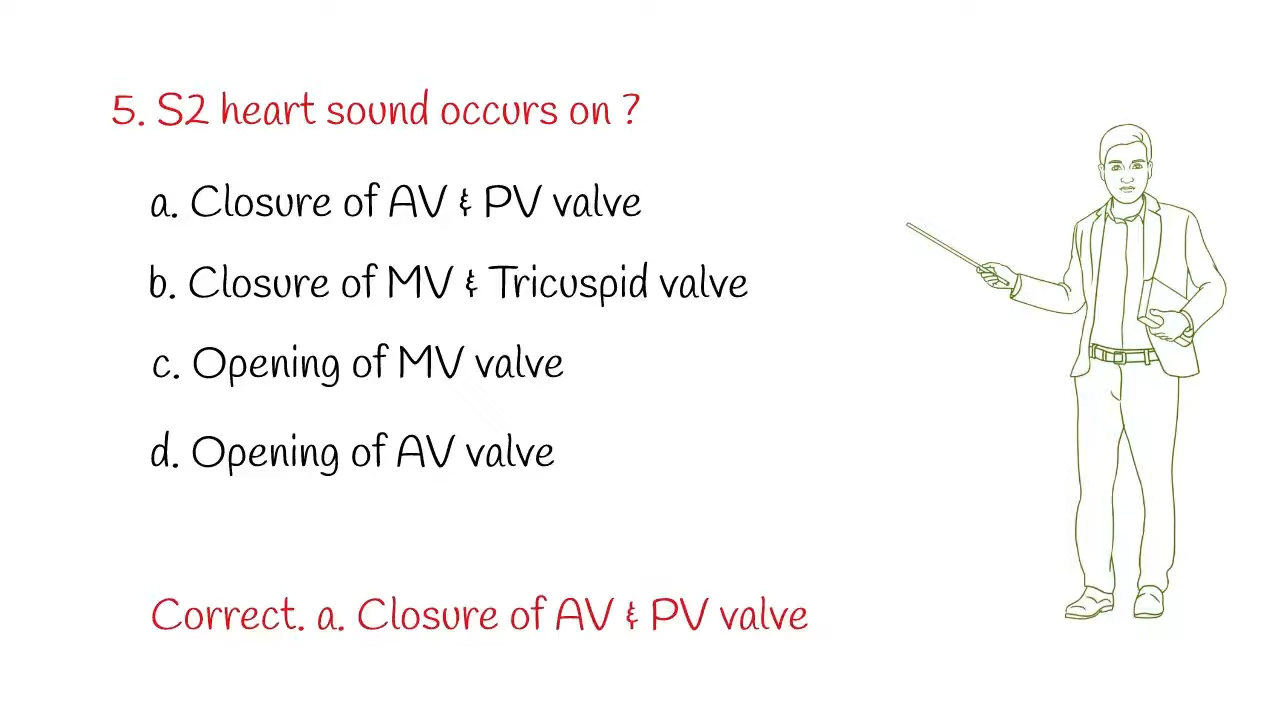 5. S2 heart sound occurs on ?
a. Closure of AV & PV valve
b. Closure of MV & Tricuspid valve
c. Opening of MV valve
d. Opening of AV valve
Correct. a. Closure of AV & PV valve